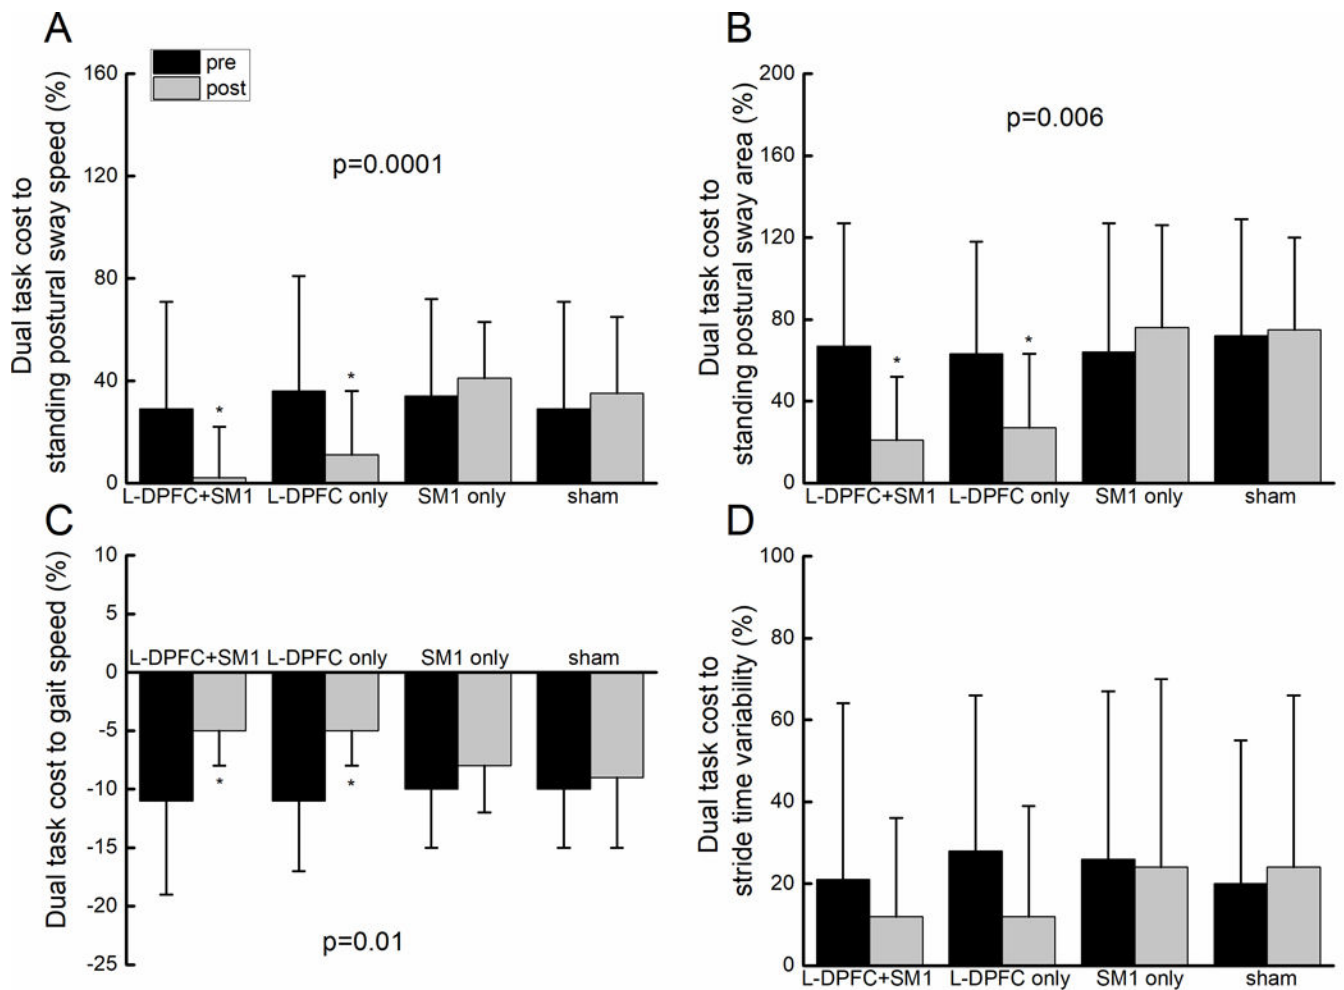 A
pre
post
Dual task cost to
standing postural sway speed (%)
160
120
80
40
0
p=0.0001
*
*
L-DPFC+SM1
L-DPFC only
SM1 only
sham
B
Dual task cost to
standing postural sway area (%)
200
160
120
80
40
0
p=0.006
*
*
L-DPFC+SM1
L-DPFC only
SM1 only
sham
C
Dual task cost to gait speed (%)
10
5
0
-5
-10
-15
-20
-25
L-DPFC+SM1
L-DPFC only
SM1 only
sham
*
*
p=0.01
D
Dual task cost to
stride time variability (%)
100
80
60
40
20
0
L-DPFC+SM1
L-DPFC only
SM1 only
sham